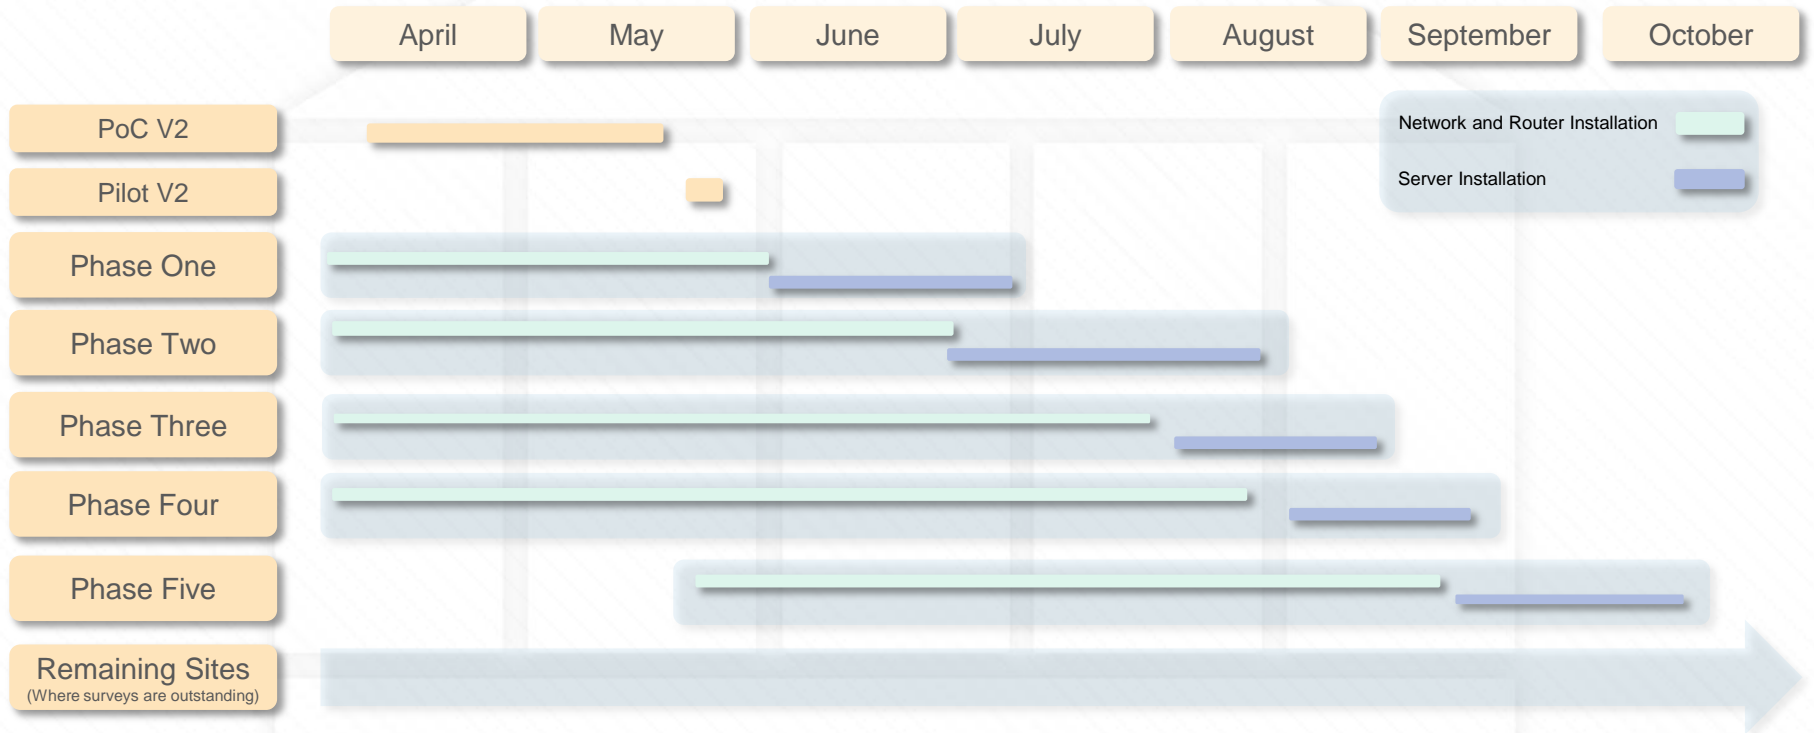 April
May
June
July
August
September
October
PoC V2
Network and Router Installation
Pilot V2
Server Installation
Phase One
Phase Two
Phase Three
Phase Four
Phase Five
Remaining Sites
(Where surveys are outstanding)